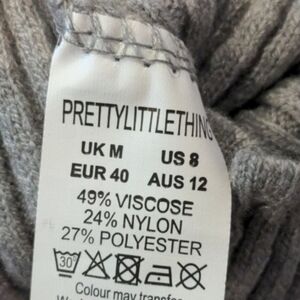 PRETTYLITTLETHING
UK M US 8
EUR 40 AUS 12
49% VISCOSE
24% NYLON
27% POLYESTER
30°
Colour may transfer